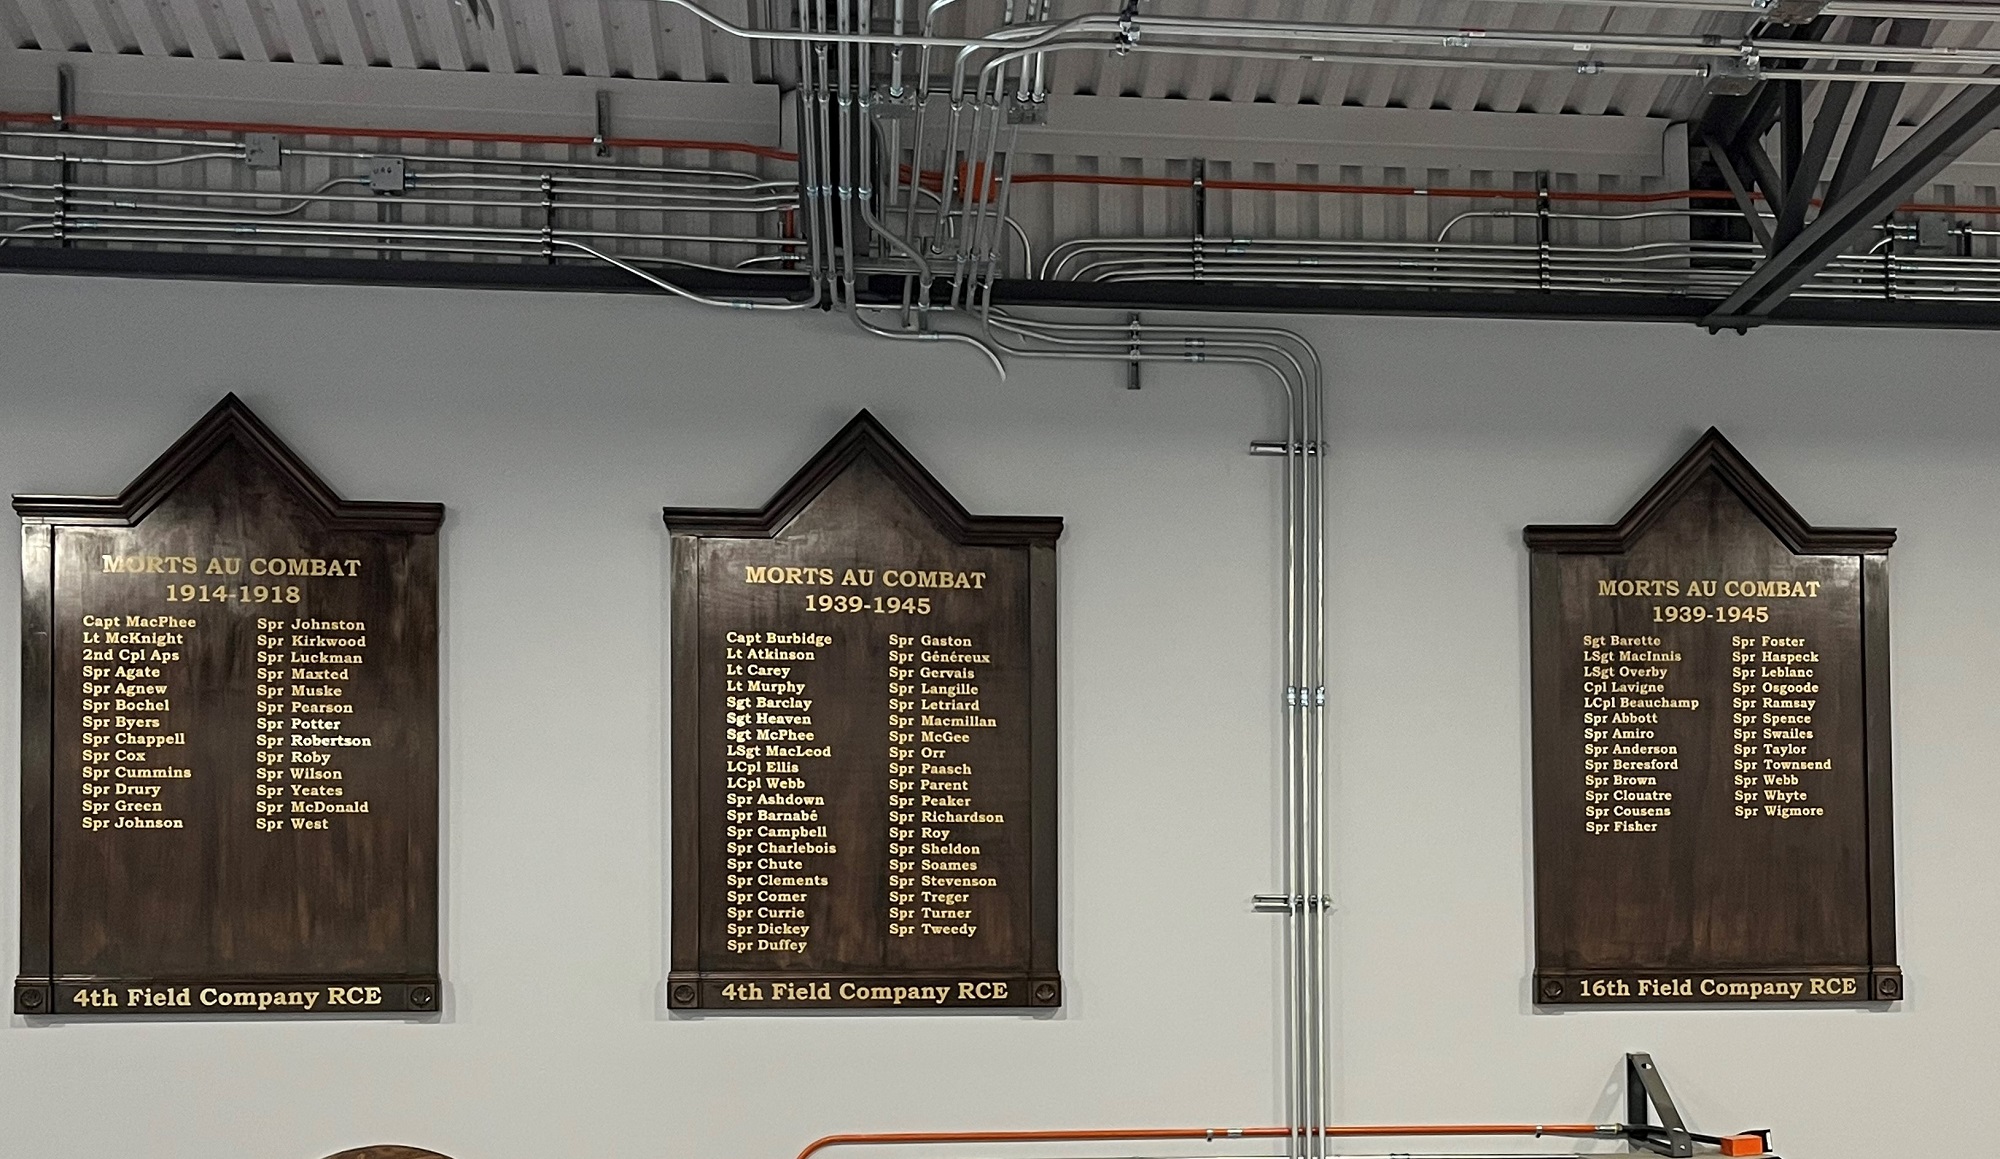 MORTS AU COMBAT
1914-1918
Capt MacPhee
Lt McKnight
2nd Cpl Aps
Spr Agate
Spr Agnew
Spr Bochel
Spr Byers
Spr Chappell
Spr Cox
Spr Cummins
Spr Drury
Spr Green
Spr Johnson
Spr Johnston
Spr Kirkwood
Spr Luckman
Spr Maxted
Spr Muske
Spr Pearson
Spr Potter
Spr Robertson
Spr Roby
Spr Wilson
Spr Yeates
Spr McDonald
Spr West
4th Field Company RCE
MORTS AU COMBAT
1939-1945
Capt Burbidge
Lt Atkinson
Lt Carey
Lt Murphy
Sgt Barclay
Sgt Heaven
Sgt McPhee
LSgt MacLeod
LCpl Ellis
LCpl Webb
Spr Ashdown
Spr Barnabé
Spr Campbell
Spr Charlebois
Spr Chute
Spr Clements
Spr Comer
Spr Currie
Spr Dickey
Spr Duffey
Spr Gaston
Spr Généreux
Spr Gervais
Spr Langille
Spr Letriard
Spr Macmillan
Spr McGee
Spr Orr
Spr Paasch
Spr Parent
Spr Peaker
Spr Richardson
Spr Roy
Spr Sheldon
Spr Soames
Spr Stevenson
Spr Treger
Spr Turner
Spr Tweedy
4th Field Company RCE
MORTS AU COMBAT
1939-1945
Sgt Barette
LSgt MacInnis
LSgt Overby
Cpl Lavigne
LCpl Beauchamp
Spr Abbott
Spr Amiro
Spr Anderson
Spr Beresford
Spr Brown
Spr Clouatre
Spr Cousens
Spr Fisher
Spr Foster
Spr Haspeck
Spr Leblanc
Spr Osgoode
Spr Ramsay
Spr Spence
Spr Swailes
Spr Taylor
Spr Townsend
Spr Webb
Spr Whyte
Spr Wigmore
16th Field Company RCE